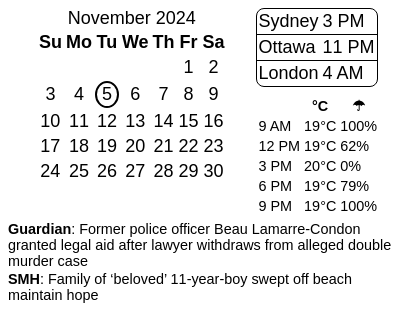 November 2024
Su Mo Tu We Th Fr Sa
1 2
3 4 5 6 7 8 9
10 11 12 13 14 15 16
17 18 19 20 21 22 23
24 25 26 27 28 29 30
Sydney 3 PM
Ottawa 11 PM
London 4 AM
°C ☂
9 AM 19°C 100%
12 PM 19°C 62%
3 PM 20°C 0%
6 PM 19°C 79%
9 PM 19°C 100%
Guardian: Former police officer Beau Lamarre-Condon
granted legal aid after lawyer withdraws from alleged double
murder case
SMH: Family of ‘beloved’ 11-year-boy swept off beach
maintain hope